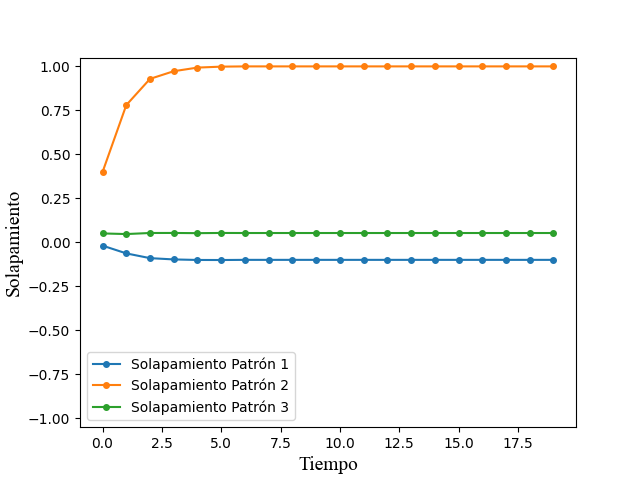 1.00
0.75
0.50
0.25
0.00
−0.25
−0.50
−0.75
−1.00
Solapamiento
Solapamiento Patrón 1
Solapamiento Patrón 2
Solapamiento Patrón 3
0.0 2.5 5.0 7.5 10.0 12.5 15.0 17.5
Tiempo